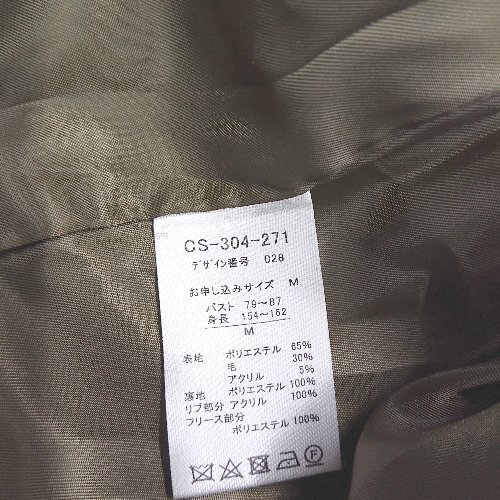 CS-304-271
デザイン番号 028
お申し込みサイズ M
バスト 79～87
身長 154～162
M
表地 ポリエステル 65%
毛 30%
アクリル 5%
裏地 ポリエステル 100%
リブ部分 アクリル 100%
フリース部分
ポリエステル 100%